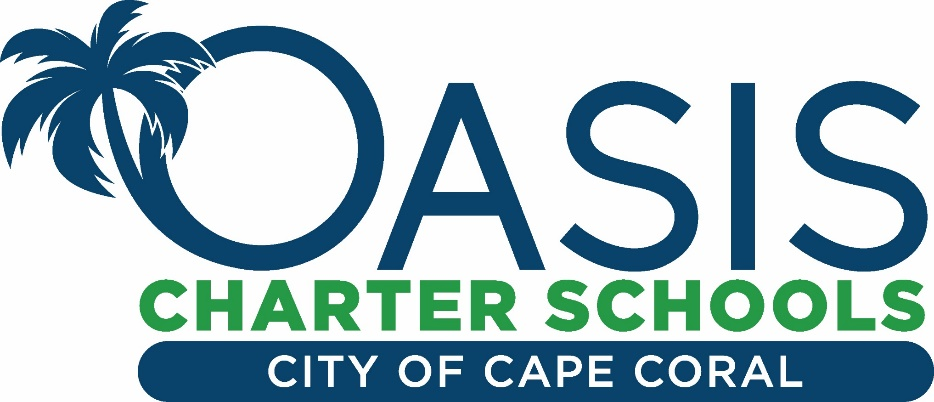 OASIS
CHARTER SCHOOLS
CITY OF CAPE CORAL